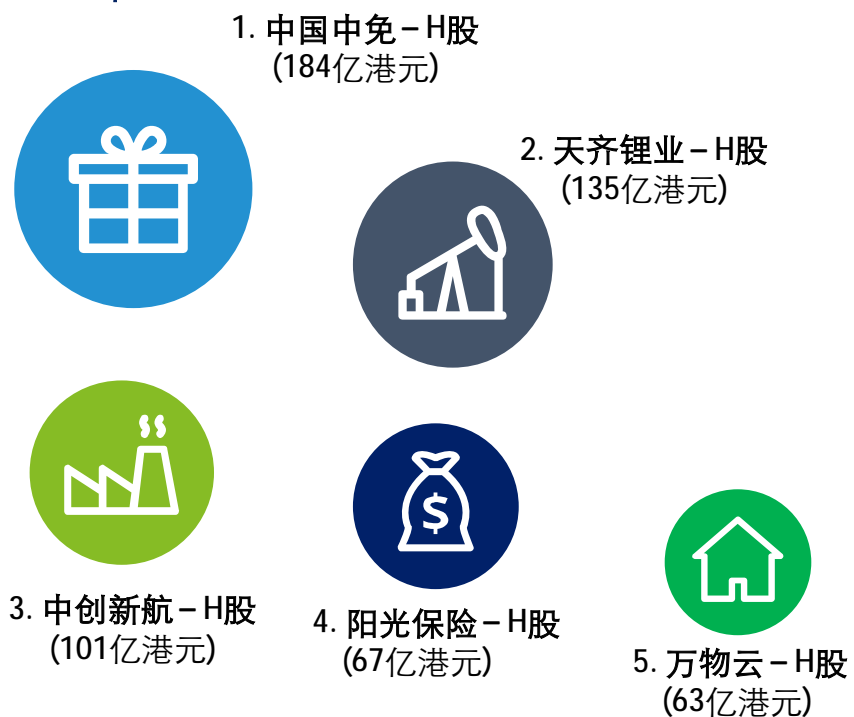 1. 中国中免 – H股
(184亿港元)
2. 天齐锂业 – H股
(135亿港元)
$
3. 中创新航 – H股
(101亿港元)
4. 阳光保险 – H股
(67亿港元)
5. 万物云 – H股
(63亿港元)